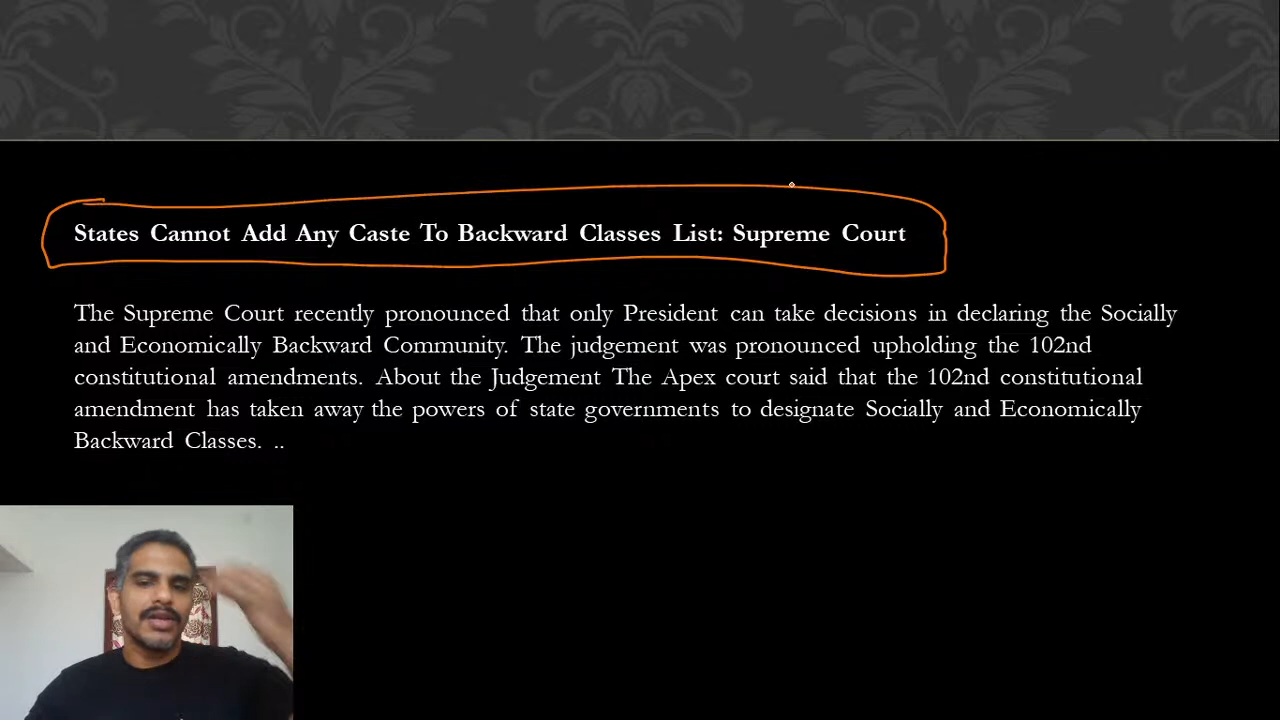 States Cannot Add Any Caste To Backward Classes List: Supreme Court
The Supreme Court recently pronounced that only President can take decisions in declaring the Socially
and Economically Backward Community. The judgement was pronounced upholding the 102nd
constitutional amendments. About the Judgement The Apex court said that the 102nd constitutional
amendment has taken away the powers of state governments to designate Socially and Economically
Backward Classes. ..